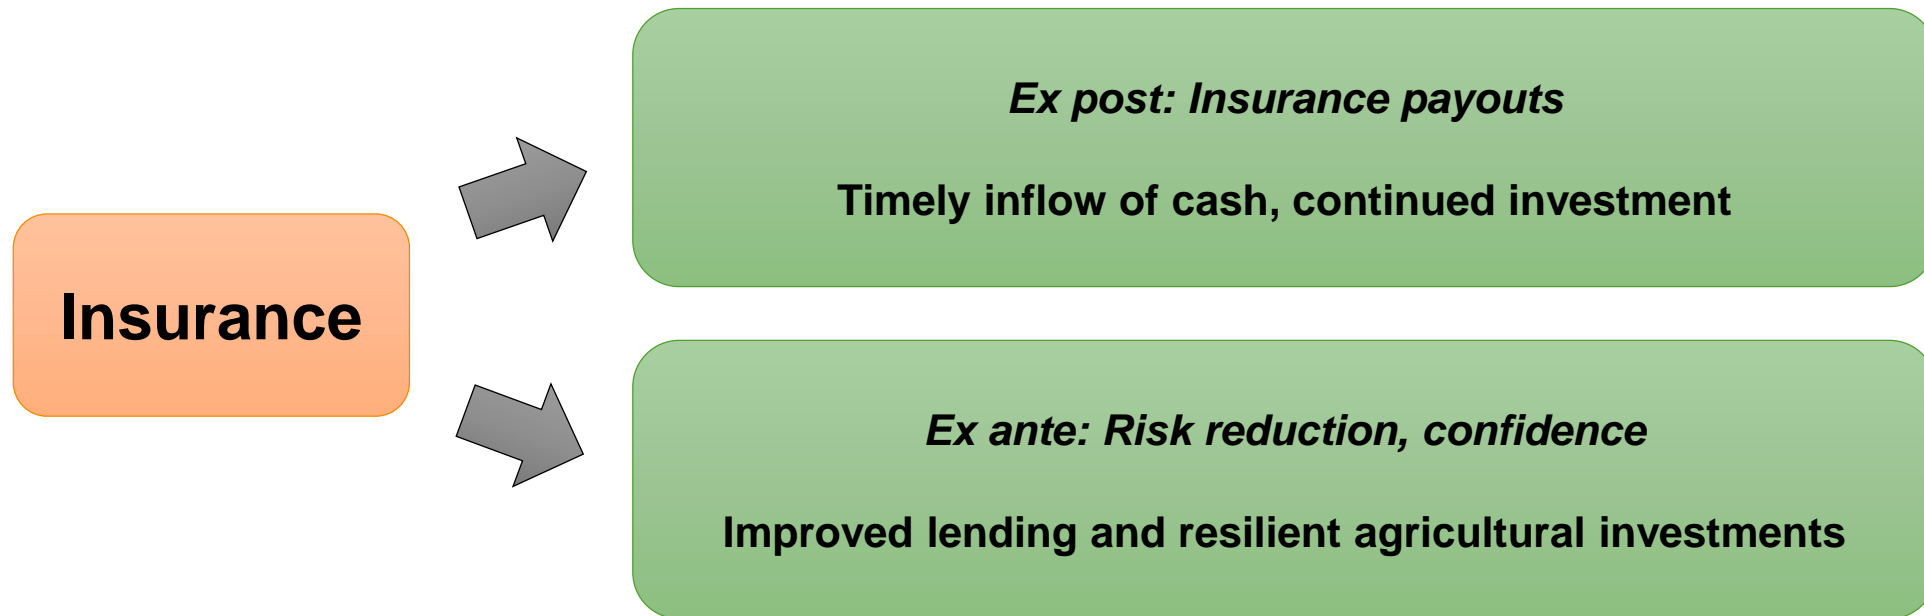 Insurance
Ex post: Insurance payouts
Timely inflow of cash, continued investment
Ex ante: Risk reduction, confidence
Improved lending and resilient agricultural investments